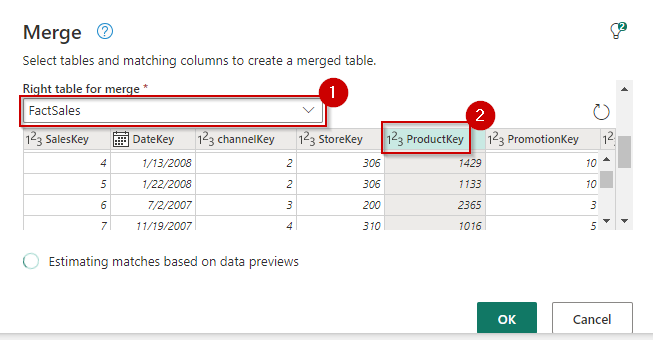 Merge ? 2
Select tables and matching columns to create a merged table.
Right table for merge *
1
FactSales
2
1²3 SalesKey DateKey 1²3 channelKey 1²3 StoreKey 1²3 ProductKey 1²3 PromotionKey 1²
4 1/13/2008 2 306 1429 10
5 1/22/2008 2 306 1133 10
6 7/2/2007 3 200 2365 3
7 11/19/2007 4 310 1016 5
Estimating matches based on data previews
OK Cancel